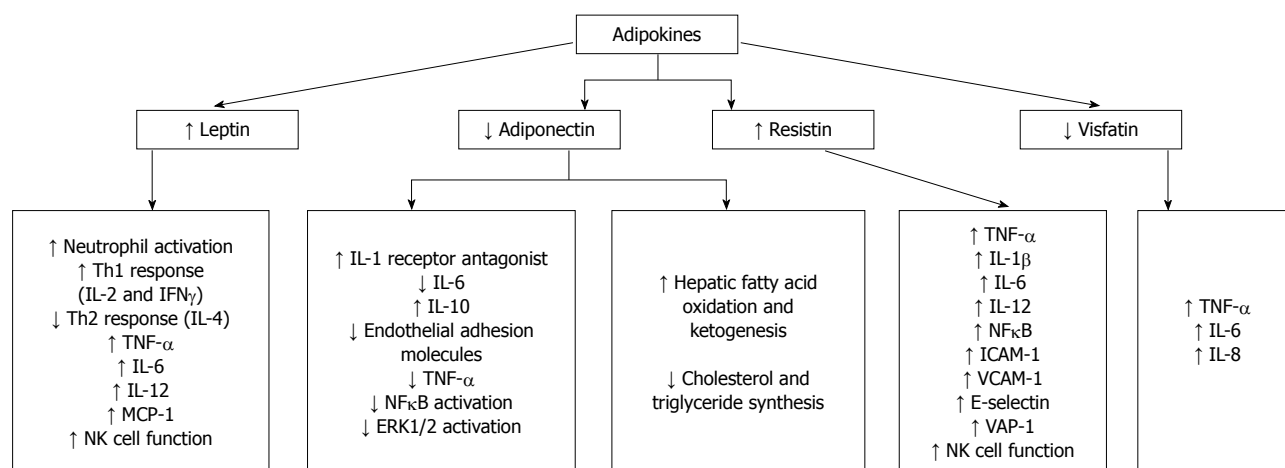 Adipokines
↑ Leptin
↓ Adiponectin
↑ Resistin
↓ Visfatin
↑ Neutrophil activation
↑ Th1 response
(IL-2 and IFNγ)
↓ Th2 response (IL-4)
↑ TNF-α
↑ IL-6
↑ IL-12
↑ MCP-1
↑ NK cell function
↑ IL-1 receptor antagonist
↓ IL-6
↑ IL-10
↓ Endothelial adhesion
molecules
↓ TNF-α
↓ NFκB activation
↓ ERK1/2 activation
↑ Hepatic fatty acid
oxidation and
ketogenesis
↓ Cholesterol and
triglyceride synthesis
↑ TNF-α
↑ IL-1β
↑ IL-6
↑ IL-12
↑ NFκB
↑ ICAM-1
↑ VCAM-1
↑ E-selectin
↑ VAP-1
↑ NK cell function
↑ TNF-α
↑ IL-6
↑ IL-8